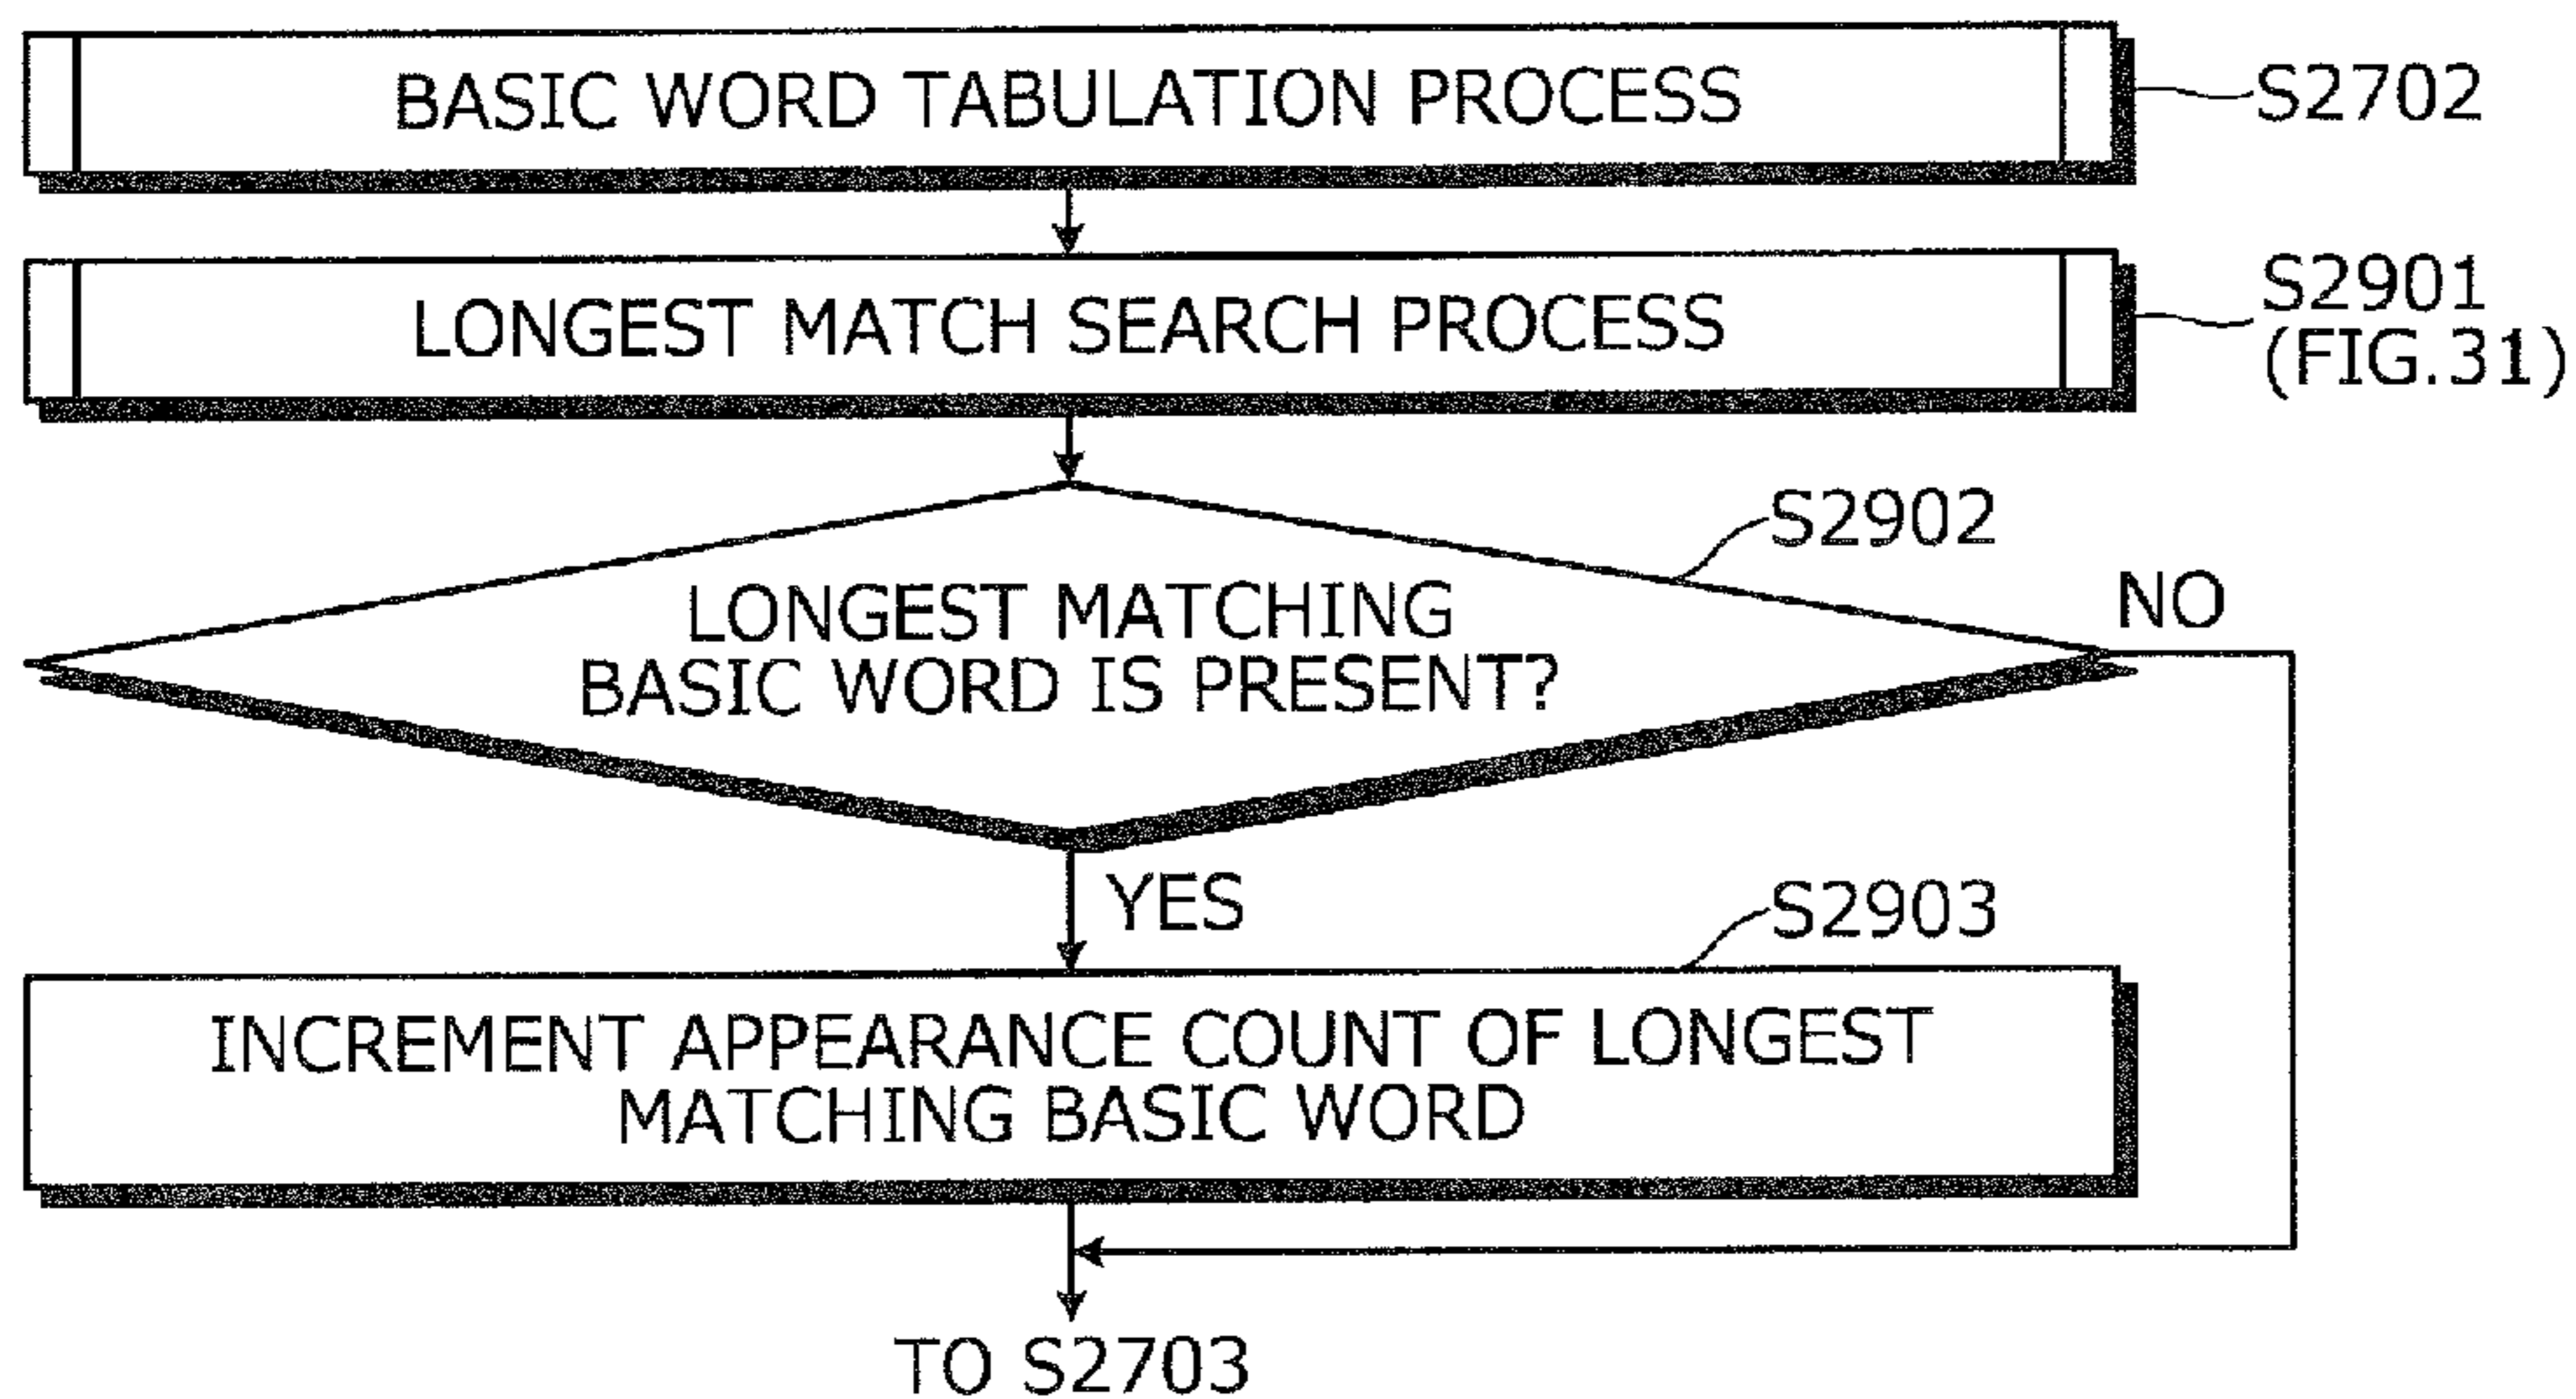 BASIC WORD TABULATION PROCESS
S2702
LONGEST MATCH SEARCH PROCESS
S2901
(FIG.31)
S2902
LONGEST MATCHING
BASIC WORD IS PRESENT?
NO
YES
S2903
INCREMENT APPEARANCE COUNT OF LONGEST
MATCHING BASIC WORD
TO S2703